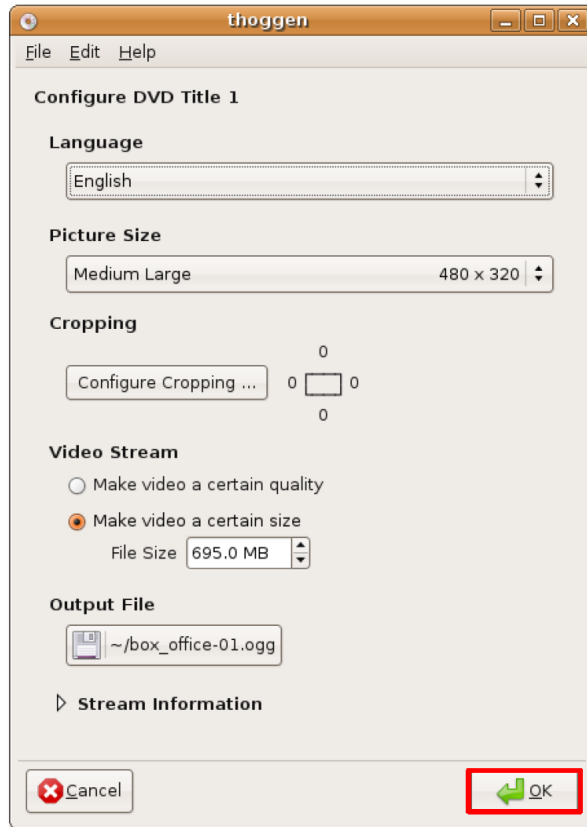 thoggen
File Edit Help
Configure DVD Title 1
Language
English
Picture Size
Medium Large 480 x 320
Cropping
0
Configure Cropping ... 0 0
0
Video Stream
Make video a certain quality
Make video a certain size
File Size 695.0 MB
Output File
~/box_office-01.ogg
Stream Information
Cancel OK